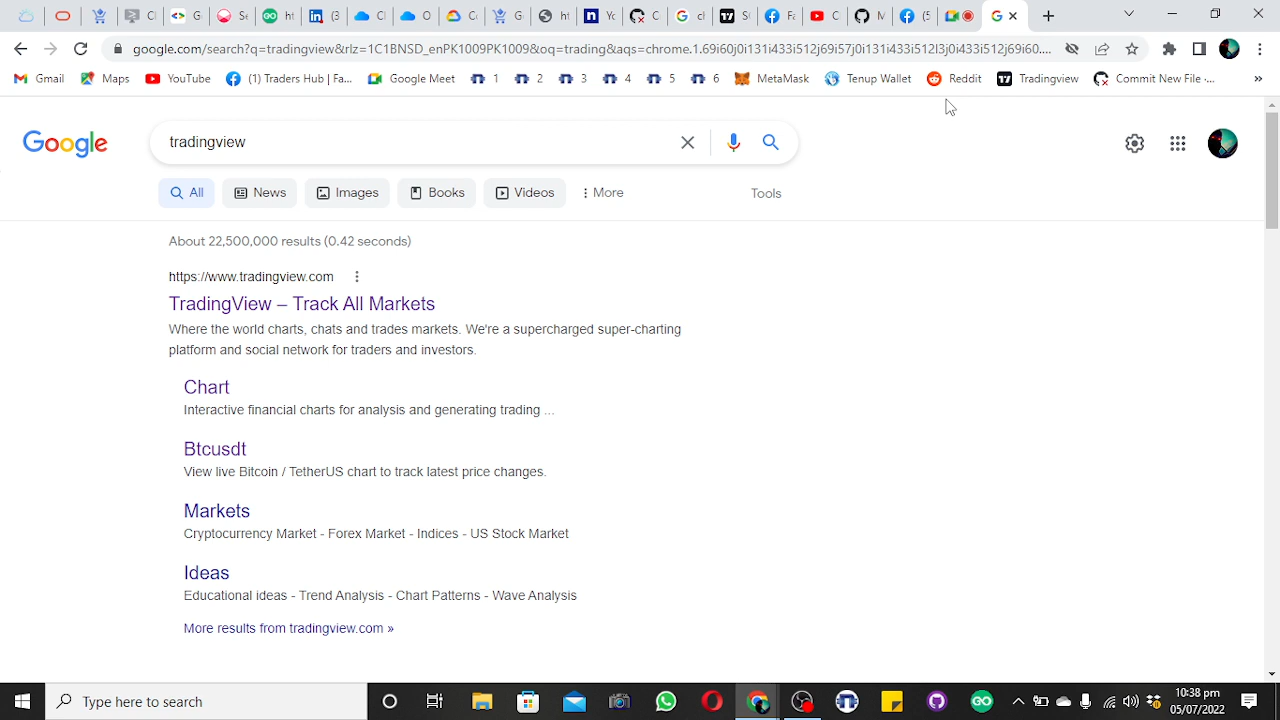 google.com/search?q=tradingview&rlz=1C1BNSD_enPK1009PK1009&oq=trading&aqs=chrome.1.69i60j0i131i433i512j69i57j0i131i433i512l3j0i433i512j69i60....
Gmail Maps YouTube (1) Traders Hub | Fa... Google Meet 1 2 3 4 5 6 MetaMask Tenup Wallet Reddit Tradingview Commit New File ·... »
Google tradingview
All News Images Books Videos More Tools
About 22,500,000 results (0.42 seconds)
https://www.tradingview.com
TradingView – Track All Markets
Where the world charts, chats and trades markets. We're a supercharged super-charting
platform and social network for traders and investors.
Chart
Interactive financial charts for analysis and generating trading ...
Btcusdt
View live Bitcoin / TetherUS chart to track latest price changes.
Markets
Cryptocurrency Market - Forex Market - Indices - US Stock Market
Ideas
Educational ideas - Trend Analysis - Chart Patterns - Wave Analysis
More results from tradingview.com »
Type here to search
10:38 pm
05/07/2022